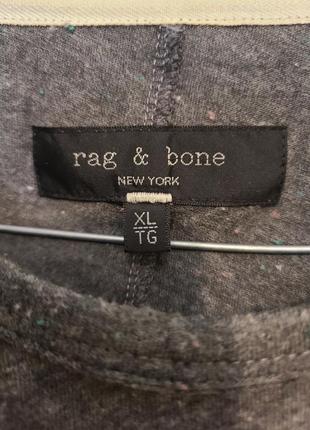 rag & bone
NEW YORK
XL
TG